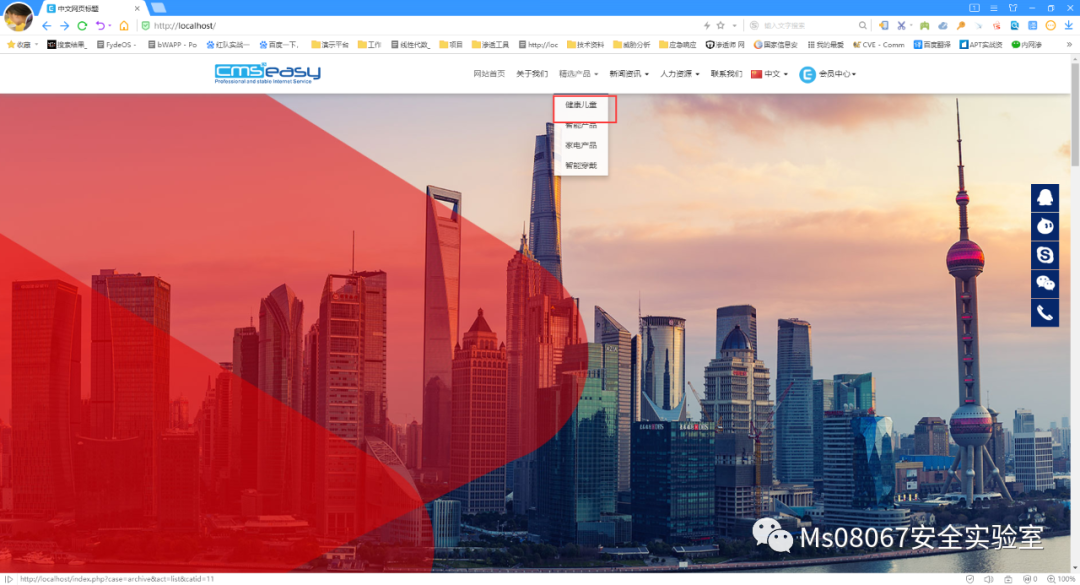 中文网页标题
http://localhost/
输入文字搜索
收藏 搜索结果_ FydeOS - bWAPP - Po 红队实战— 百度一下, 演示平台 工作 线性代数_ 项目 渗透工具 http://loc 技术资料 威胁分析 应急响应 渗透师 网 国家信息安 我的最爱 CVE - Comm 百度翻译 APT实战资 内网渗
cmseasy
Professional and stable Internet Service
网站首页 关于我们 精选产品 新闻资讯 人力资源 联系我们 中文 会员中心
健康儿童
智能产品
家电产品
智能穿戴
Ms08067安全实验室
http://localhost/index.php?case=archive&act=list&catid=11
0 100%